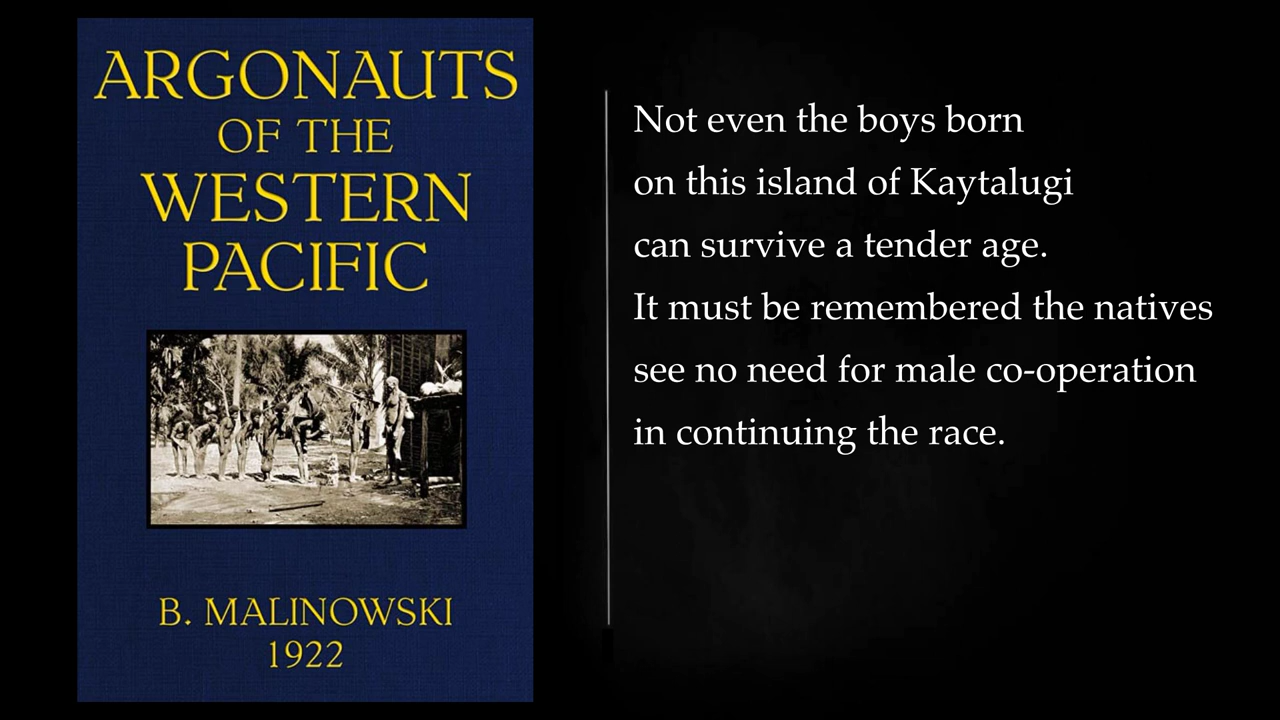 ARGONAUTS
OF THE
WESTERN
PACIFIC
B. MALINOWSKI
1922
Not even the boys born
on this island of Kaytalugi
can survive a tender age.
It must be remembered the natives
see no need for male co-operation
in continuing the race.